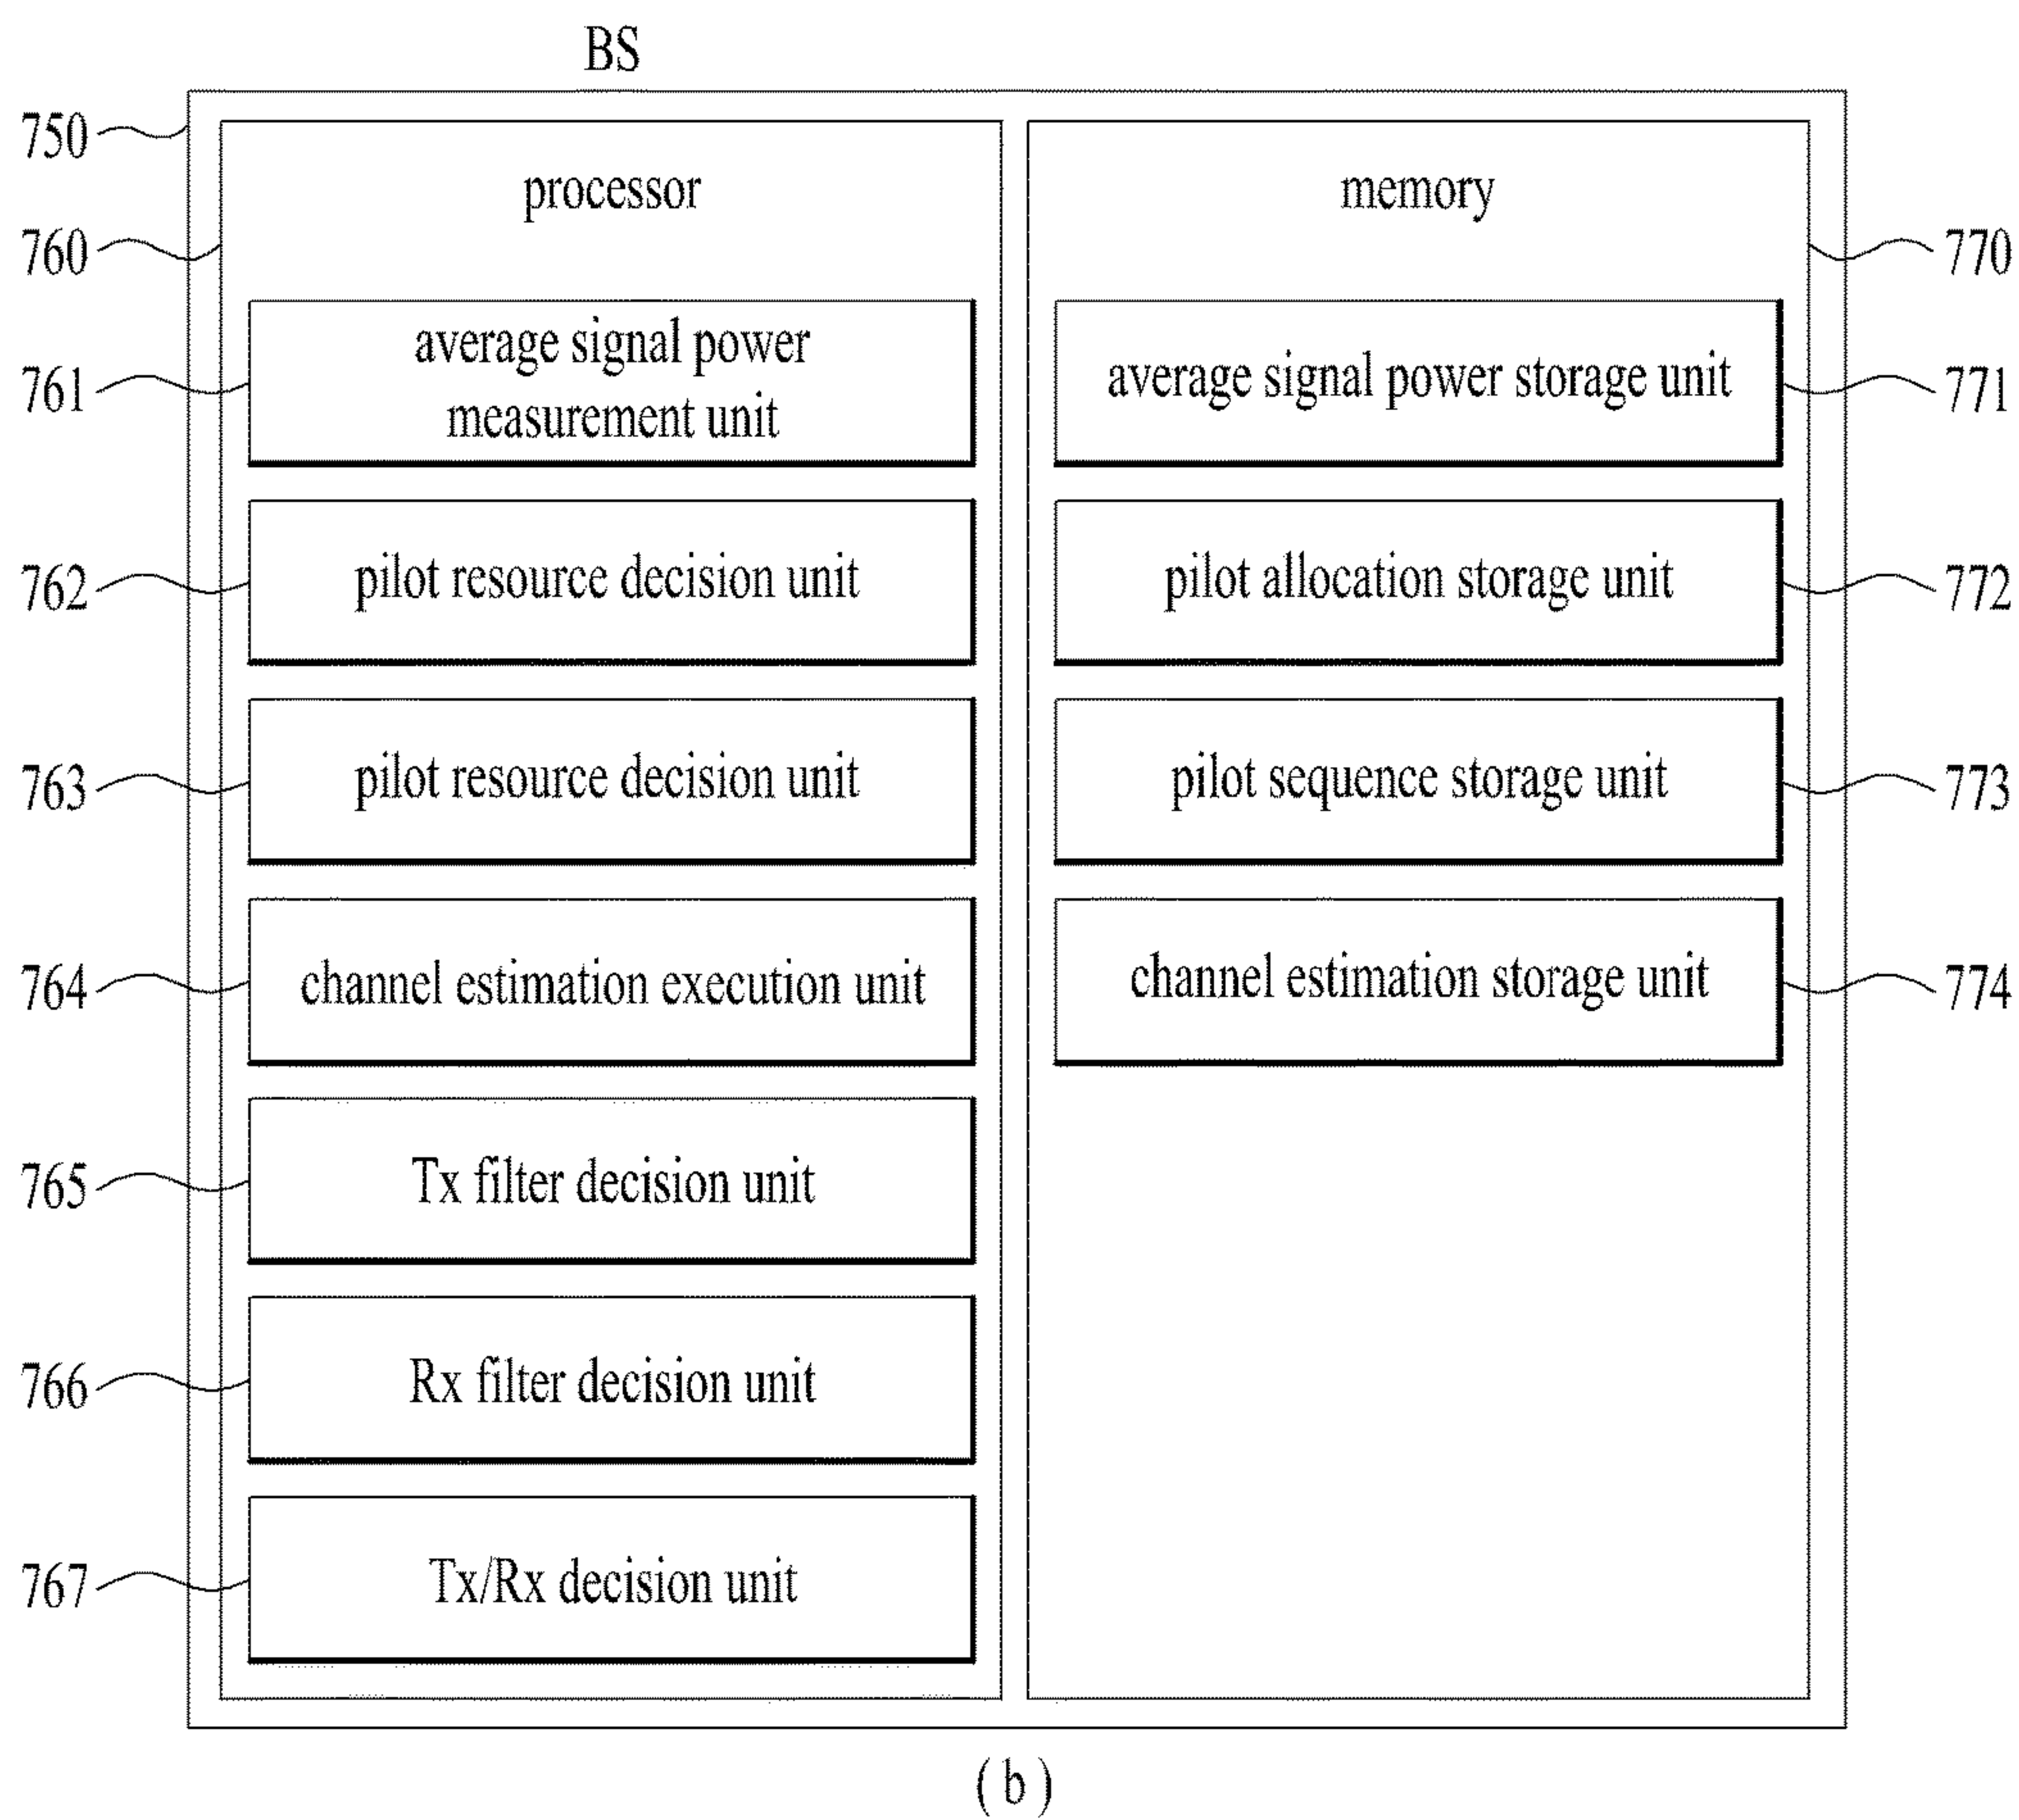 BS
750
processor
memory
760
770
average signal power
measurement unit
761
average signal power storage unit
771
762
pilot resource decision unit
pilot allocation storage unit
772
763
pilot resource decision unit
pilot sequence storage unit
773
764
channel estimation execution unit
channel estimation storage unit
774
765
Tx filter decision unit
766
Rx filter decision unit
767
Tx/Rx decision unit
( b )